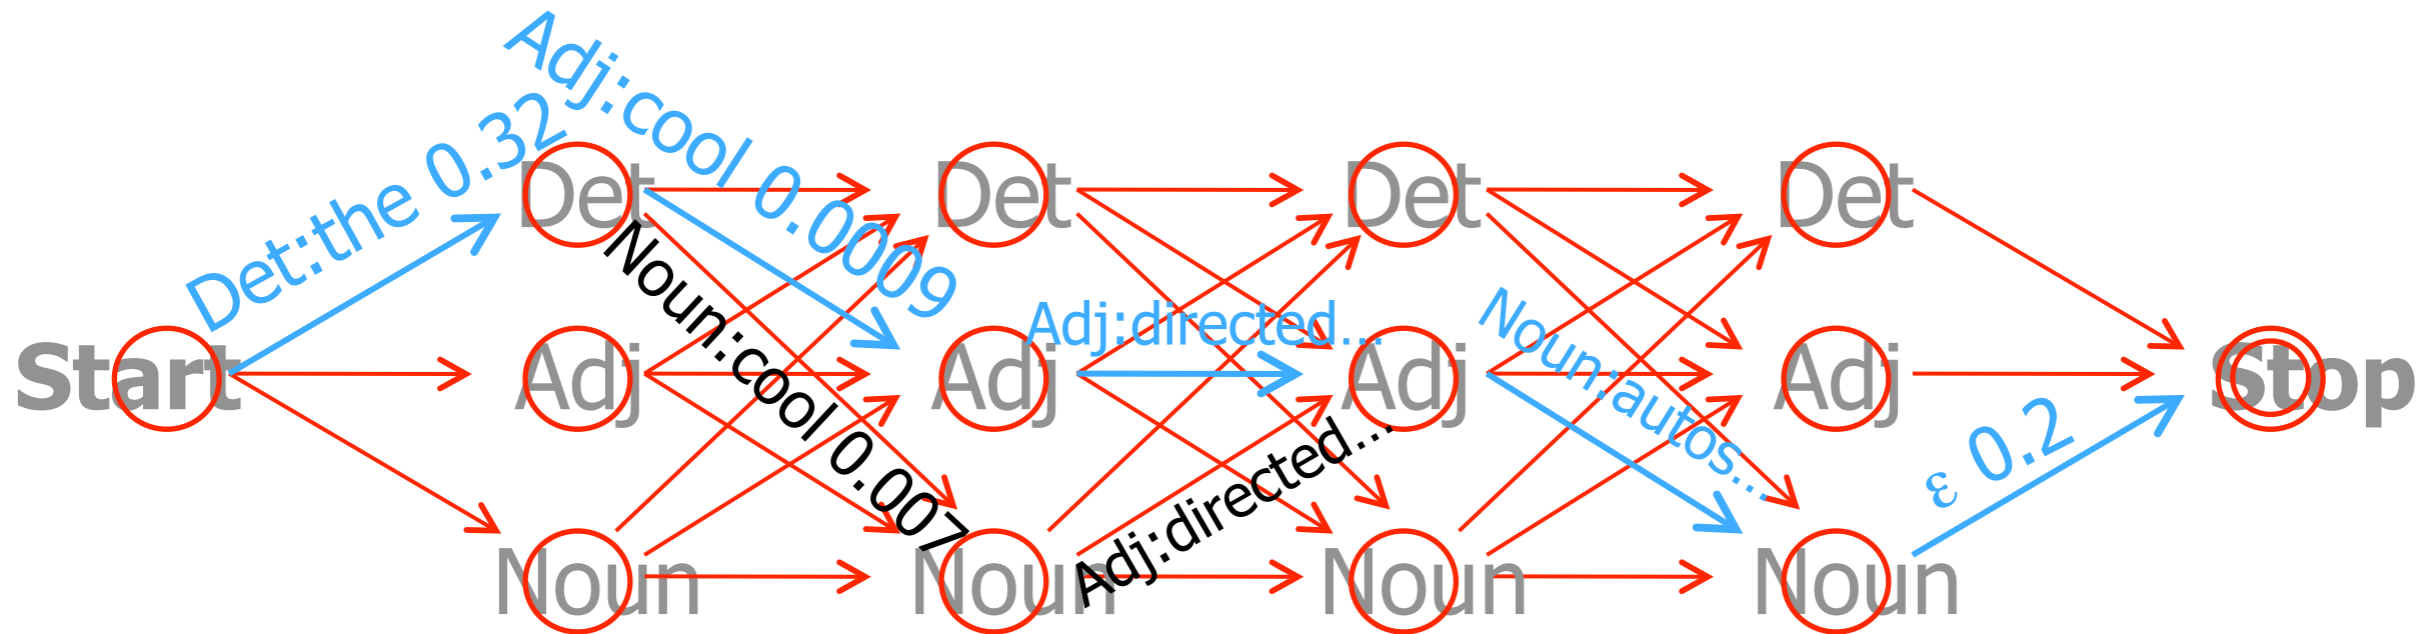 Adj:cool 0.0009
Det:the 0.32
Det
Det
Det
Det
Noun:cool 0.007
Adj:directed...
Noun:autos...
Start
Adj
Adj
Adj
Adj
Stop
Adj:directed...
ε 0.2
Noun
Noun
Noun
Noun